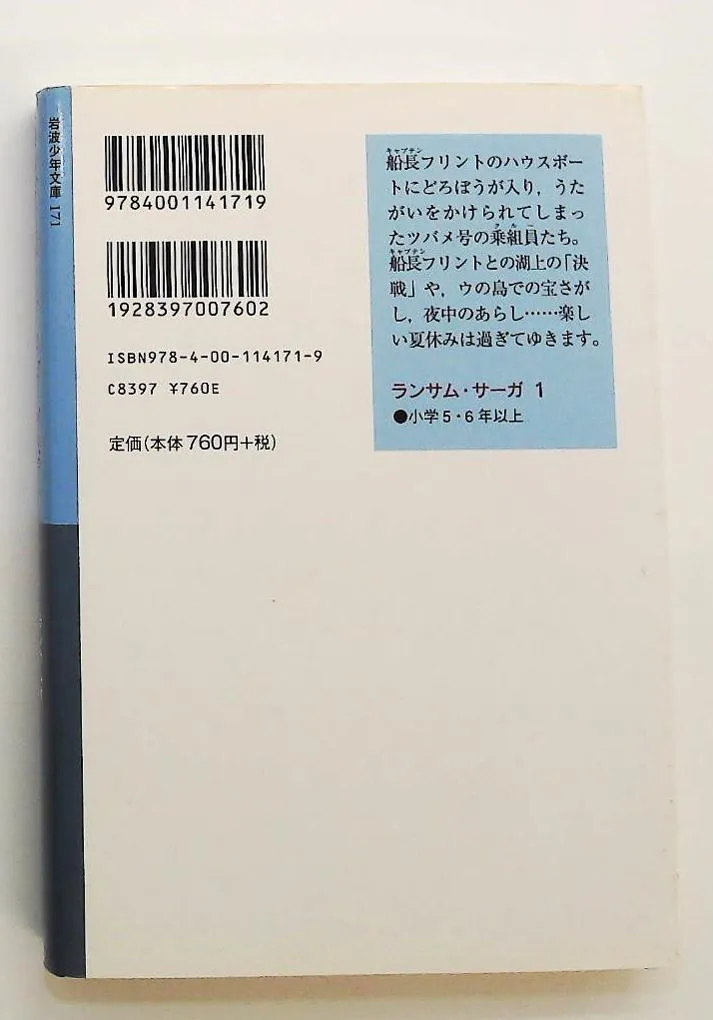 岩波少年文庫 171
9784001141719
1928397007602
ISBN978-4-00-114171-9
C8397 ¥760E
定価(本体 760円+税)
キャプテン
船長フリントのハウスボー
トにどろぼうが入り，うた
がいをかけられてしまっ
クルー
たツバメ号の乗組員たち。
キャプテン
船長フリントとの湖上の「決
戦」や，ウの島での宝さが
し，夜中のあらし……楽し
い夏休みは過ぎてゆきます。
ランサム・サーガ 1
●小学5・6年以上